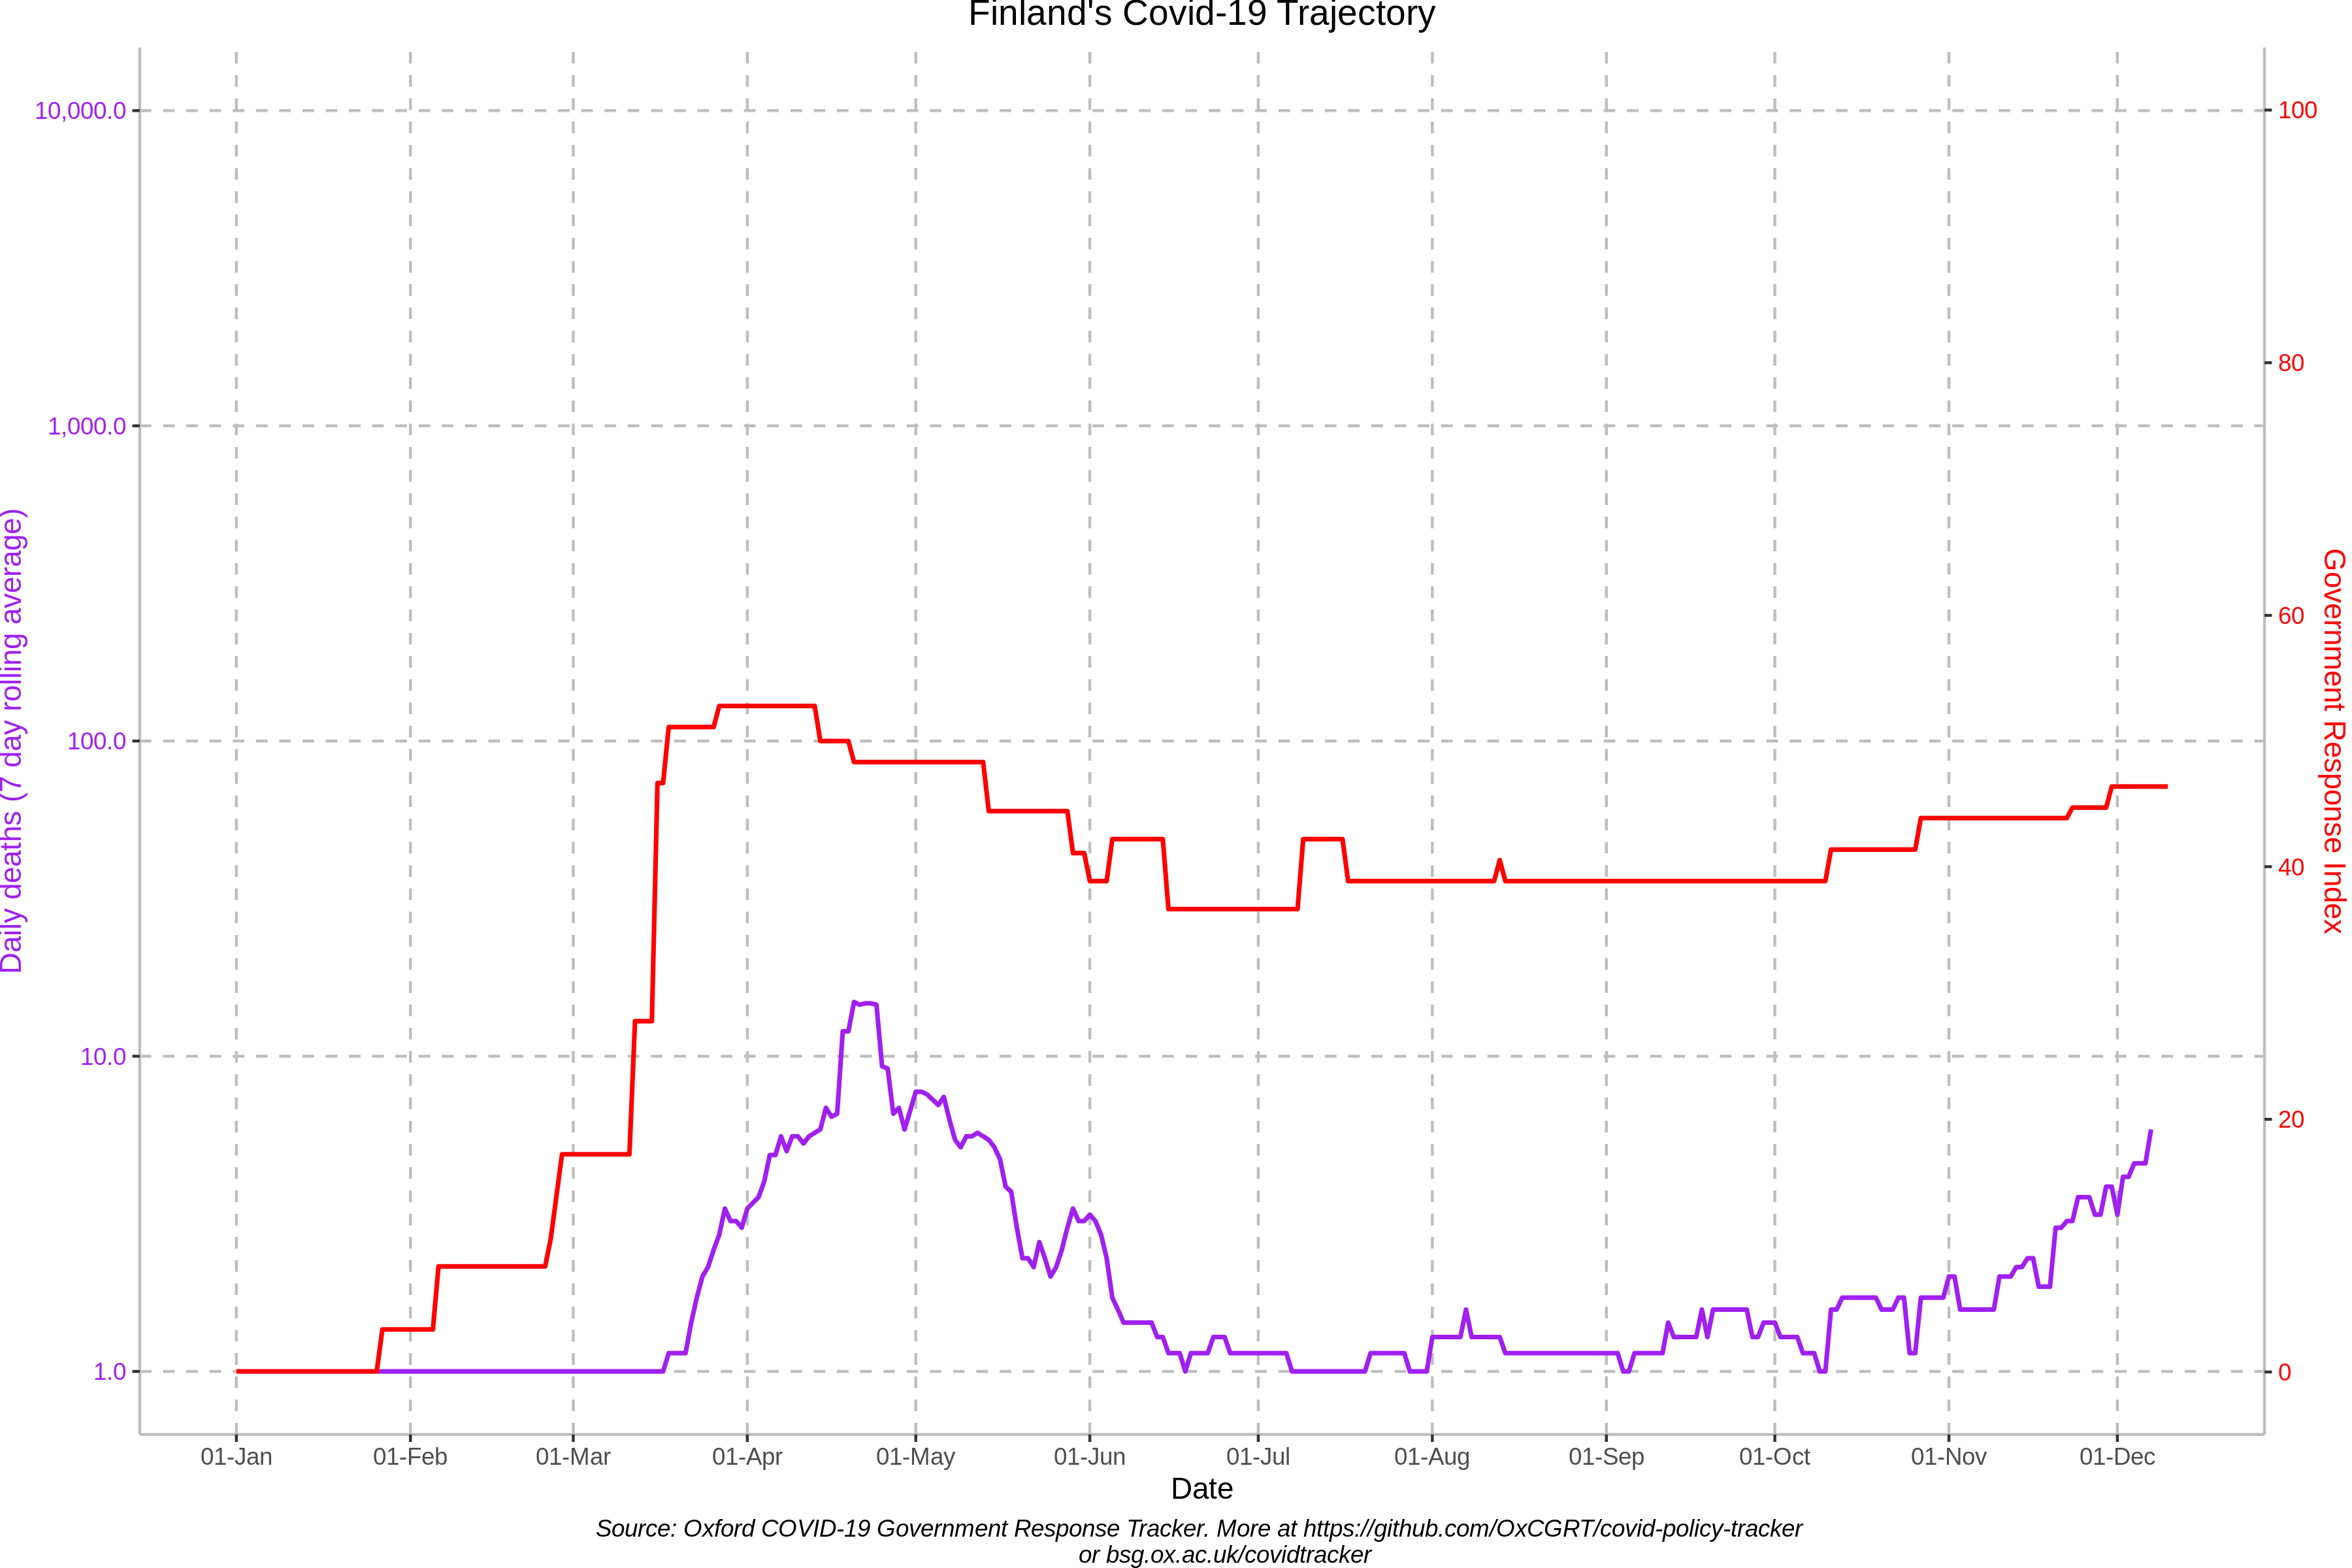 Finland's Covid-19 Trajectory
10,000.0
1,000.0
100.0
10.0
1.0
Daily deaths (7 day rolling average)
100
80
60
40
20
0
Government Response Index
01-Jan
01-Feb
01-Mar
01-Apr
01-May
01-Jun
01-Jul
01-Aug
01-Sep
01-Oct
01-Nov
01-Dec
Date
Source: Oxford COVID-19 Government Response Tracker. More at https://github.com/OxCGRT/covid-policy-tracker
or bsg.ox.ac.uk/covidtracker